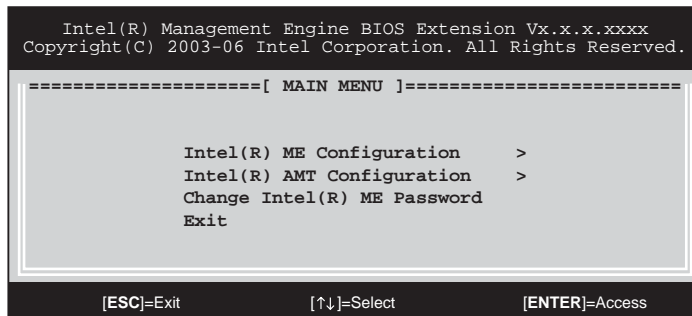 Intel(R) Management Engine BIOS Extension Vx.x.x.xxxx
Copyright(C) 2003-06 Intel Corporation. All Rights Reserved.
=====================[ MAIN MENU ]=========================
Intel(R) ME Configuration >
Intel(R) AMT Configuration >
Change Intel(R) ME Password
Exit
[ESC]=Exit [↑↓]=Select [ENTER]=Access